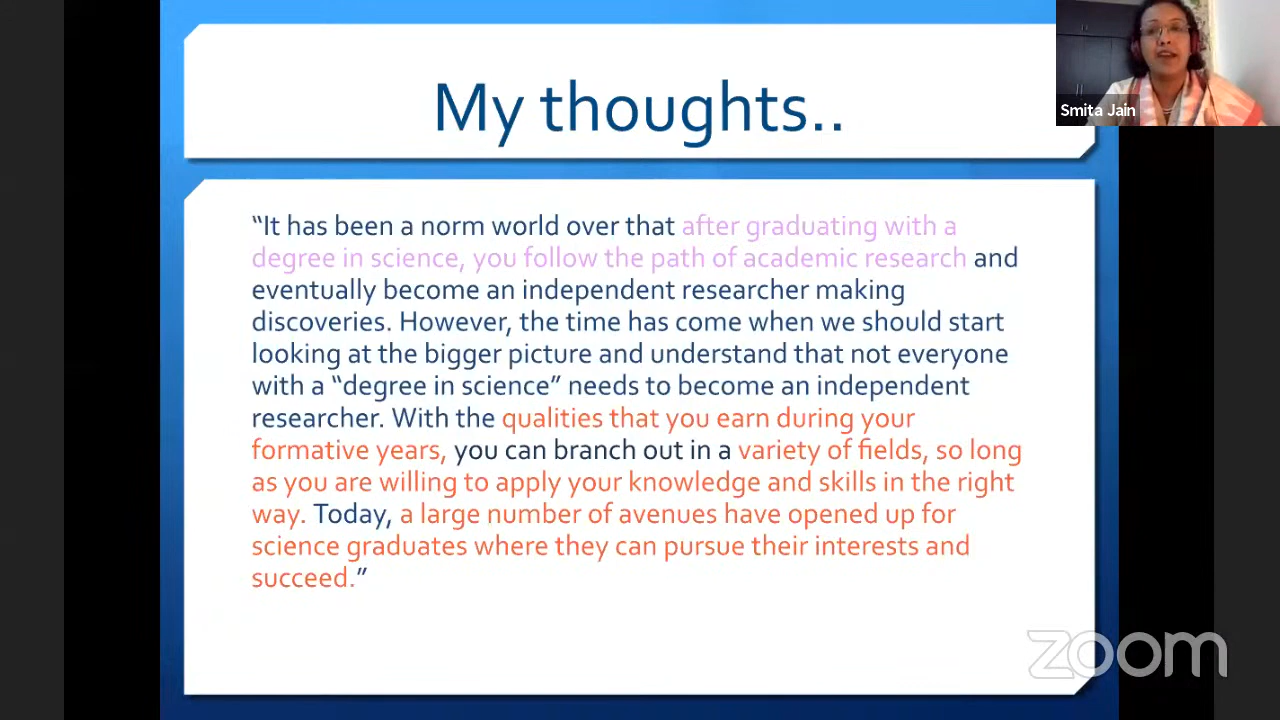 My thoughts..
Smita Jain
“It has been a norm world over that after graduating with a
degree in science, you follow the path of academic research and
eventually become an independent researcher making
discoveries. However, the time has come when we should start
looking at the bigger picture and understand that not everyone
with a “degree in science” needs to become an independent
researcher. With the qualities that you earn during your
formative years, you can branch out in a variety of fields, so long
as you are willing to apply your knowledge and skills in the right
way. Today, a large number of avenues have opened up for
science graduates where they can pursue their interests and
succeed.”
zoom